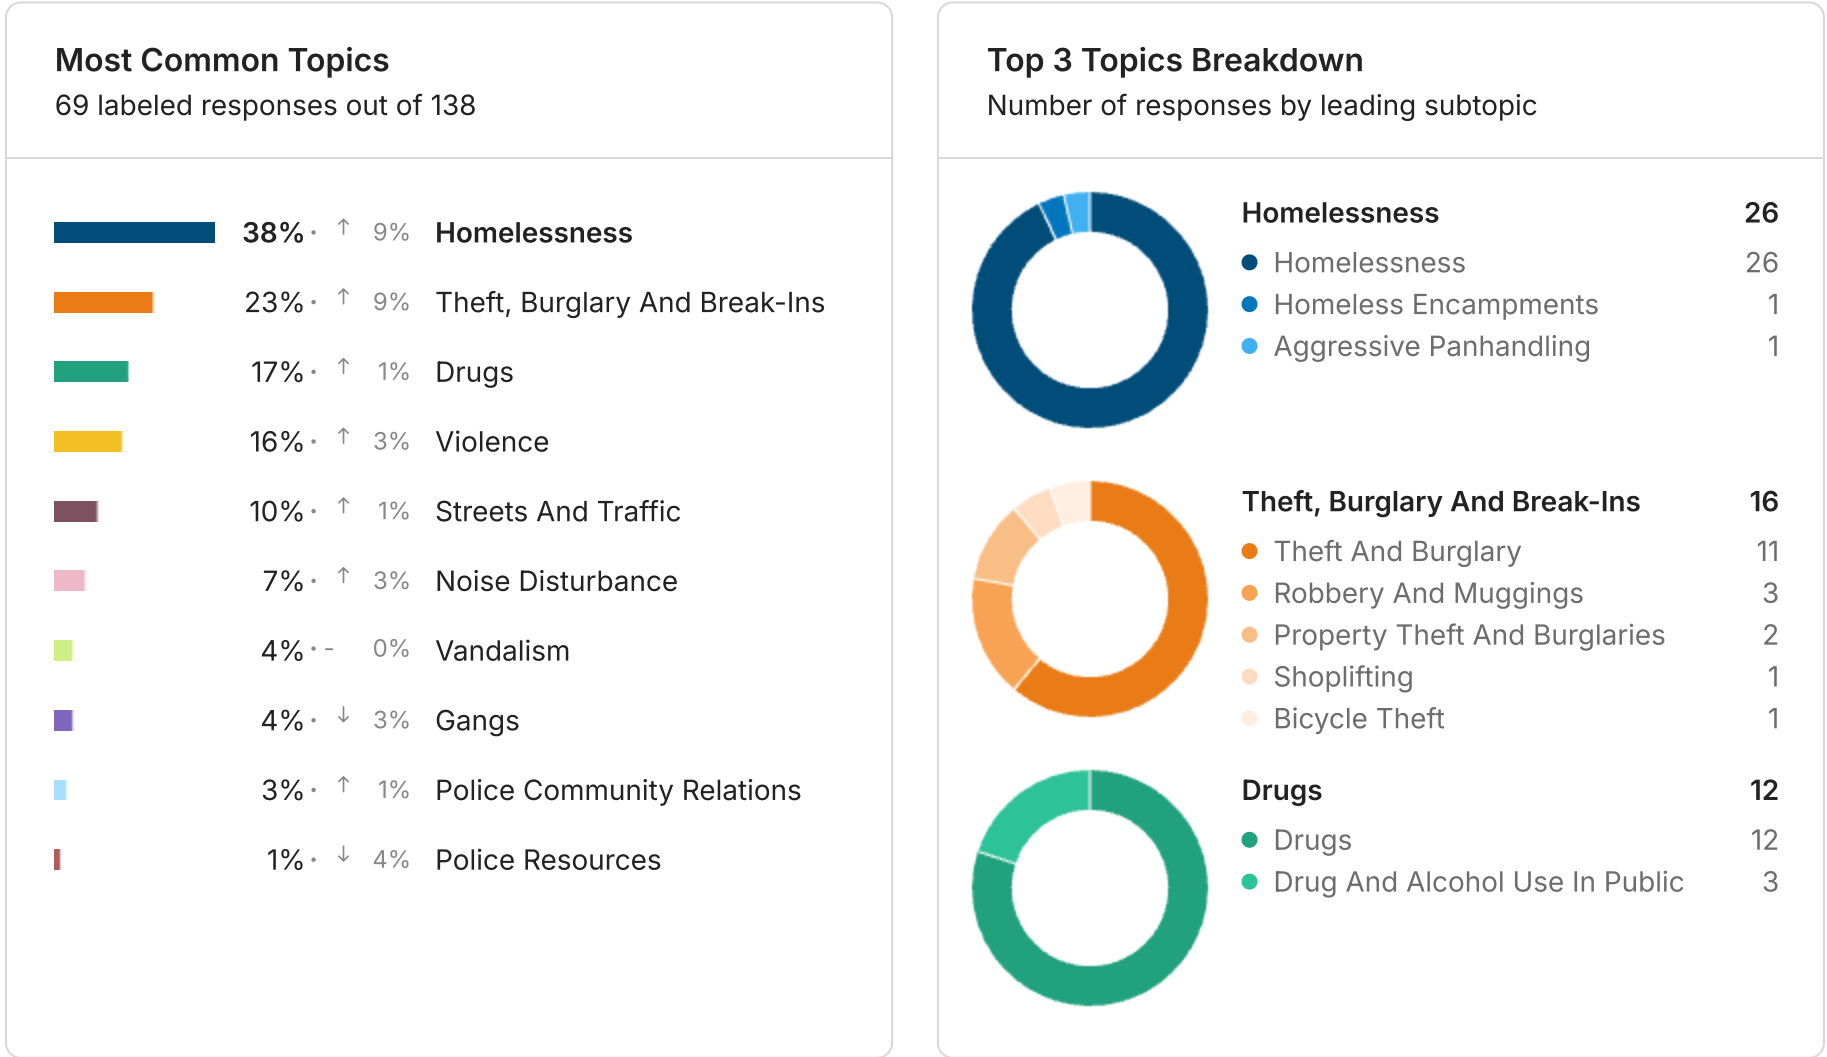 Most Common Topics
69 labeled responses out of 138
38% · ↑ 9% Homelessness
23% · ↑ 9% Theft, Burglary And Break-Ins
17% · ↑ 1% Drugs
16% · ↑ 3% Violence
10% · ↑ 1% Streets And Traffic
7% · ↑ 3% Noise Disturbance
4% · - 0% Vandalism
4% · ↓ 3% Gangs
3% · ↑ 1% Police Community Relations
1% · ↓ 4% Police Resources
Top 3 Topics Breakdown
Number of responses by leading subtopic
Homelessness 26
Homelessness 26
Homeless Encampments 1
Aggressive Panhandling 1
Theft, Burglary And Break-Ins 16
Theft And Burglary 11
Robbery And Muggings 3
Property Theft And Burglaries 2
Shoplifting 1
Bicycle Theft 1
Drugs 12
Drugs 12
Drug And Alcohol Use In Public 3